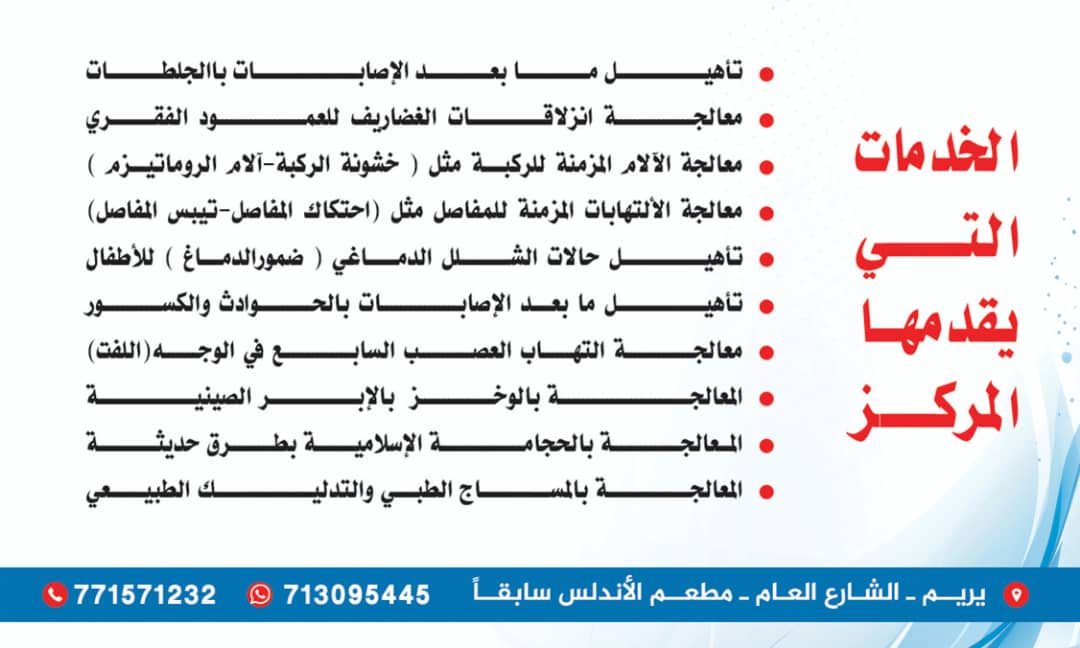 الخدمات
التي
يقدمها
المركز
تأهيل ما بعد الإصابات باالجلطات
معالجة انزلاقات الغضاريف للعمود الفقري
معالجة الآلام المزمنة للركبة مثل ( خشونة الركبة-آلام الروماتيزم )
معالجة الألتهابات المزمنة للمفاصل مثل (احتكاك المفاصل-تيبس المفاصل)
تأهيل حالات الشلل الدماغي ( ضمورالدماغ ) للأطفال
تأهيل ما بعد الإصابات بالحوادث والكسور
معالجة التهاب العصب السابع في الوجه(اللفت)
المعالجة بالوخز بالإبر الصينية
المعالجة بالحجامة الإسلامية بطرق حديثة
المعالجة بالمساج الطبي والتدليك الطبيعي
يريم - الشارع العام - مطعم الأندلس سابقاً 713095445 771571232